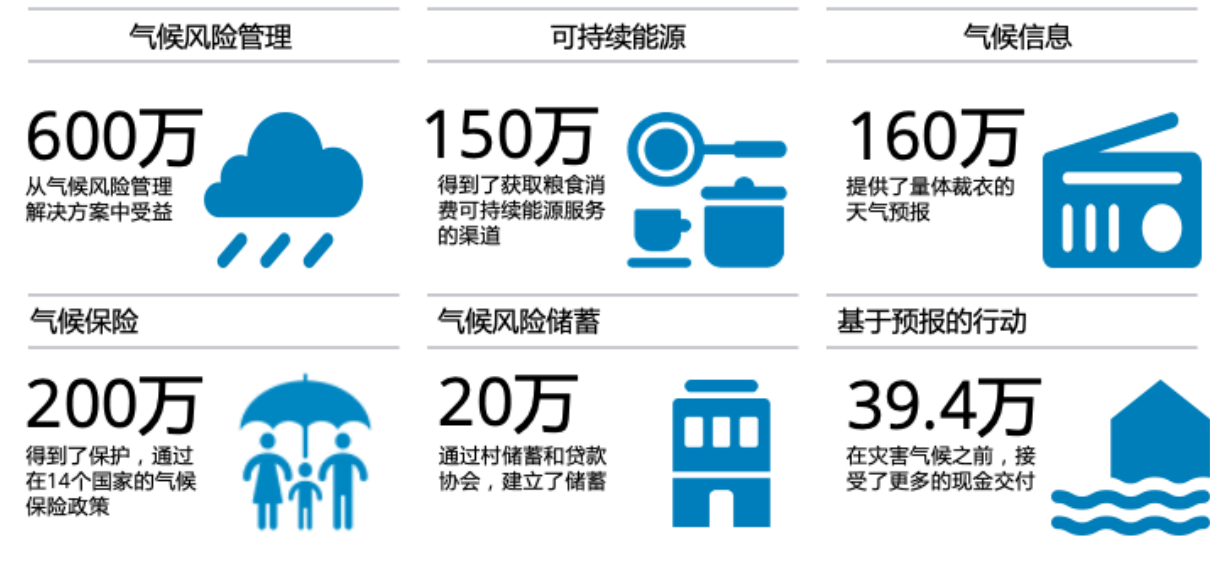 气候风险管理
600万
从气候风险管理
解决方案中受益
可持续能源
150万
得到了获取粮食消
费可持续能源服务
的渠道
气候信息
160万
提供了量体裁衣的
天气预报
气候保险
200万
得到了保护，通过
在14个国家的气候
保险政策
气候风险储蓄
20万
通过村储蓄和贷款
协会，建立了储蓄
基于预报的行动
39.4万
在灾害气候之前，接
受了更多的现金交付